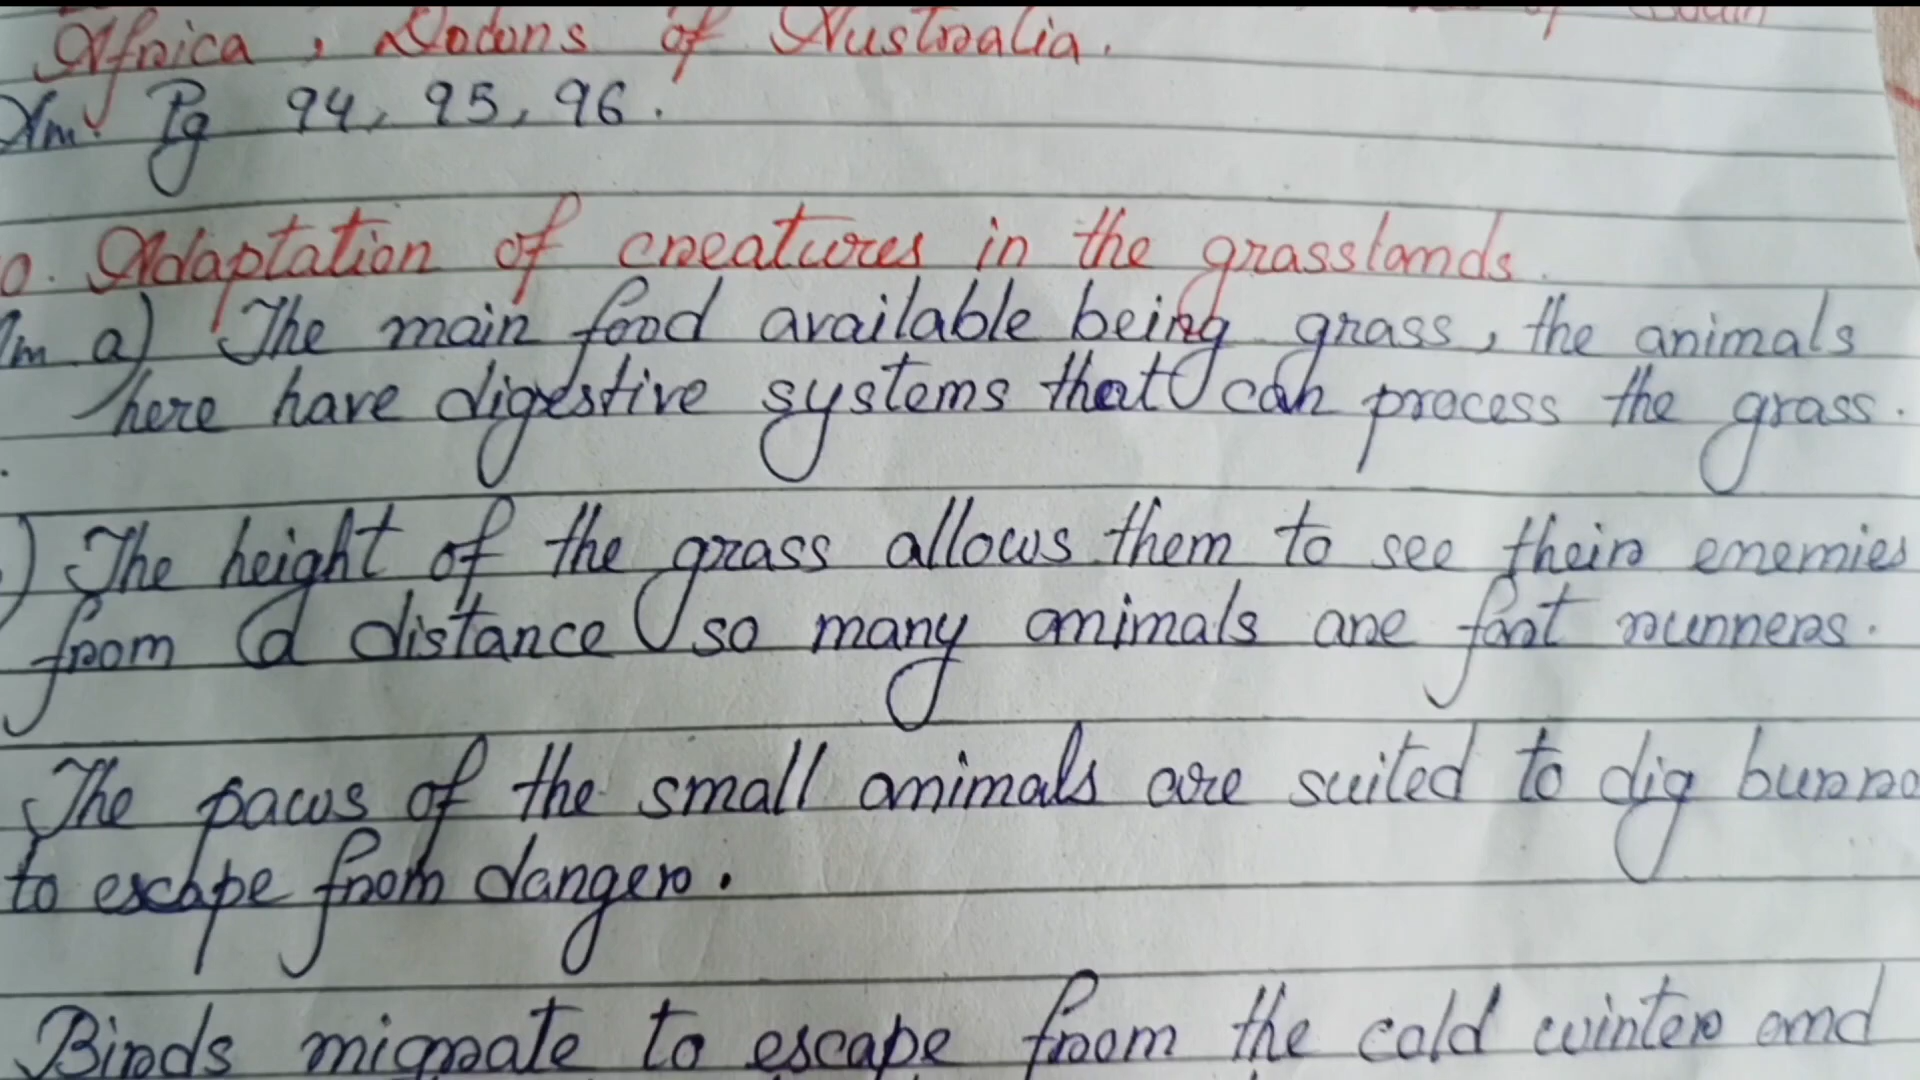 Africa, Downs of Australia.
Pg 94, 95, 96.
Adaptation of creatures in the grasslands.
a) The main food available being grass, the animals
here have digestive systems that can process the grass.
) The height of the grass allows them to see their enemies
from a distance so many animals are fast runners.
The paws of the small animals are suited to dig burro
to escape from danger.
Birds migrate to escape from the cold winter and